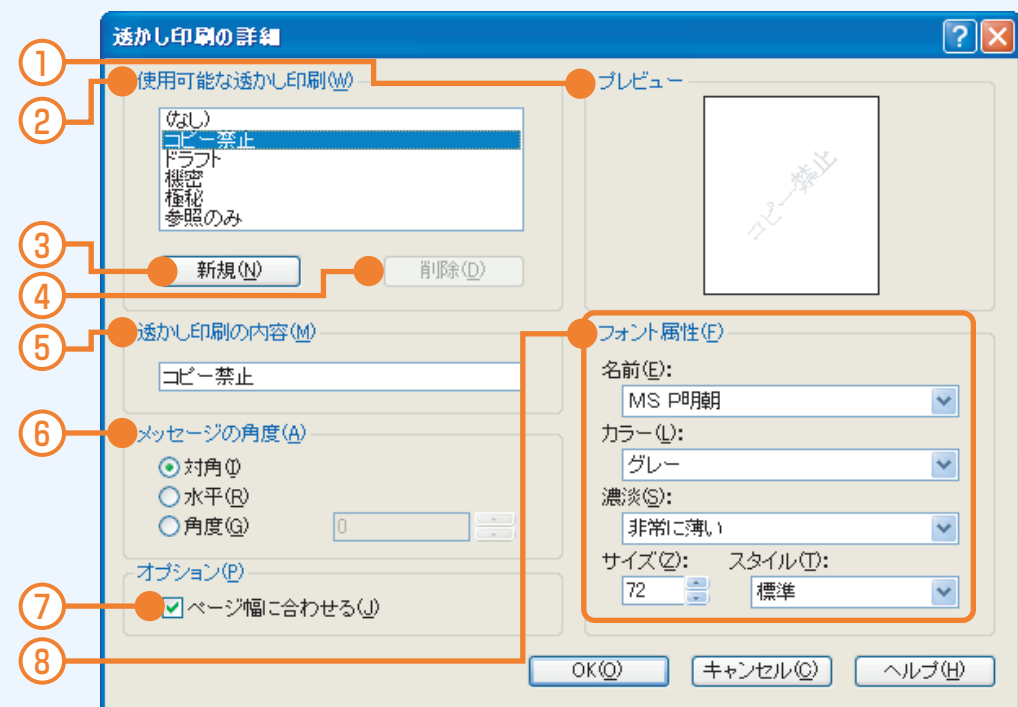 透かし印刷の詳細
①
②
使用可能な透かし印刷(W)
(なし)
コピー禁止
ドラフト
機密
極秘
参照のみ
③
新規(N)
④
削除(D)
プレビュー
コピー禁止
⑤
透かし印刷の内容(M)
コピー禁止
⑥
メッセージの角度(A)
対角(I)
水平(R)
角度(G)
0
オプション(P)
⑦
ページ幅に合わせる(J)
⑧
フォント属性(F)
名前(E):
MS P明朝
カラー(L):
グレー
濃淡(S):
非常に薄い
サイズ(Z): スタイル(T):
72 標準
OK(O) キャンセル(C) ヘルプ(H)